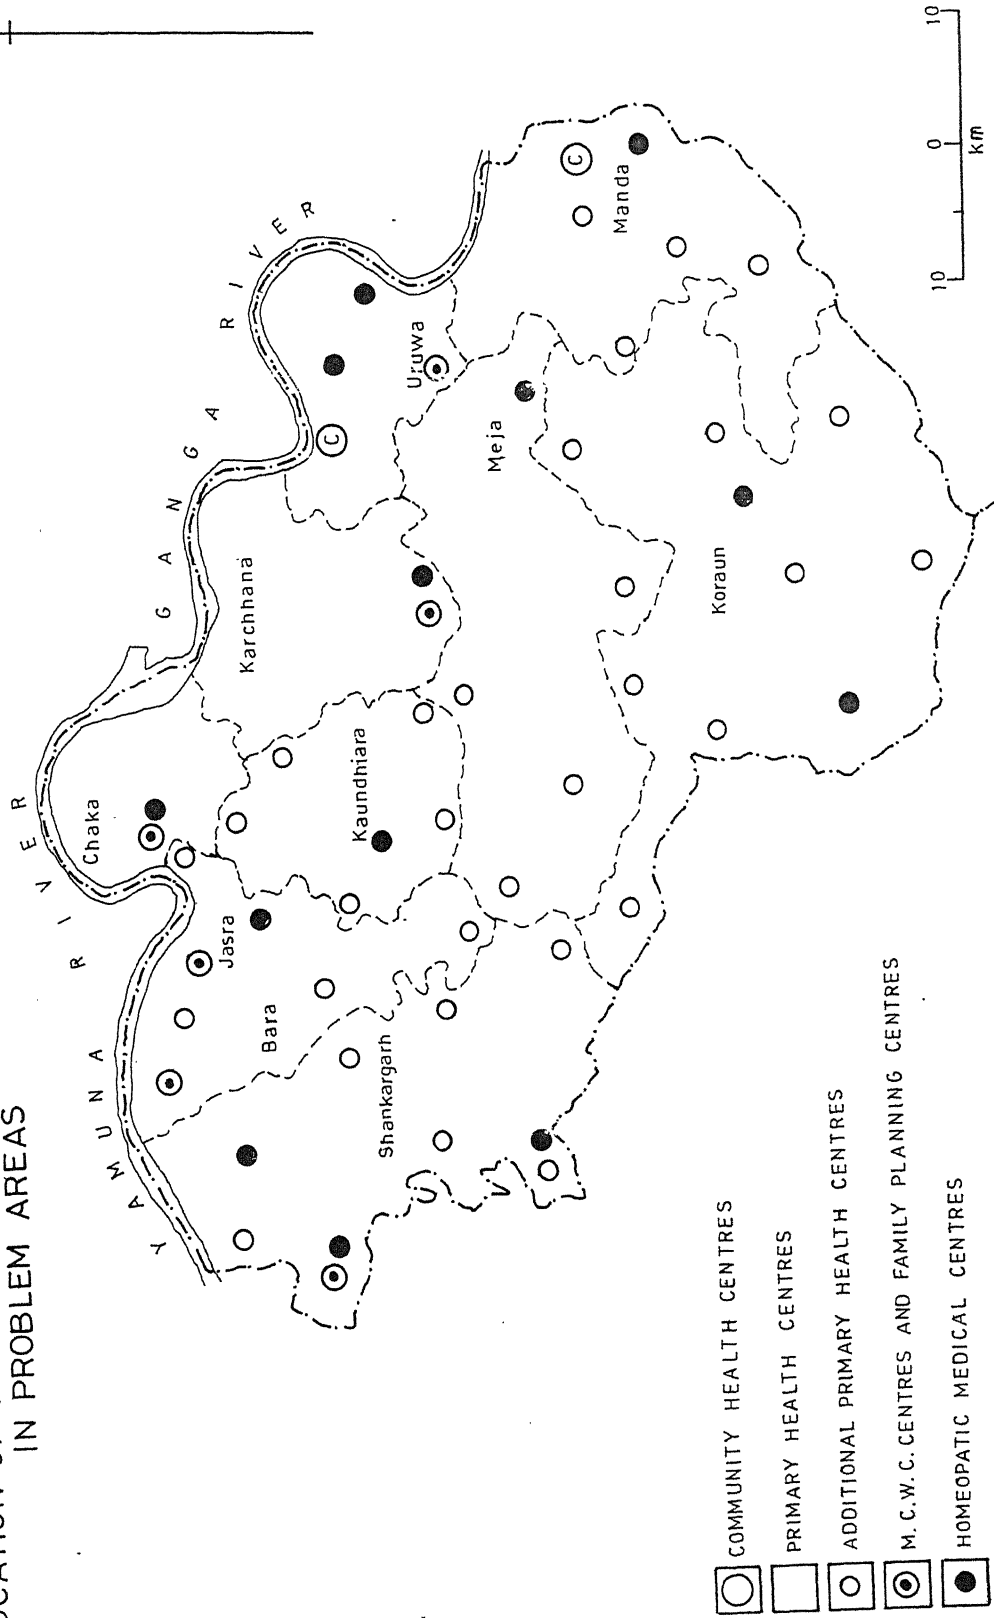 IN PROBLEM AREAS
YAMUNA RIVER
GANGA RIVER
Chaka
Karchhana
Uruwa
Manda
Jasra
Bara
Kaundhiara
Meja
Shankargarh
Koraun
C
C
COMMUNITY HEALTH CENTRES
PRIMARY HEALTH CENTRES
ADDITIONAL PRIMARY HEALTH CENTRES
M.C.W.C. CENTRES AND FAMILY PLANNING CENTRES
HOMEOPATIC MEDICAL CENTRES
10 0 10
km